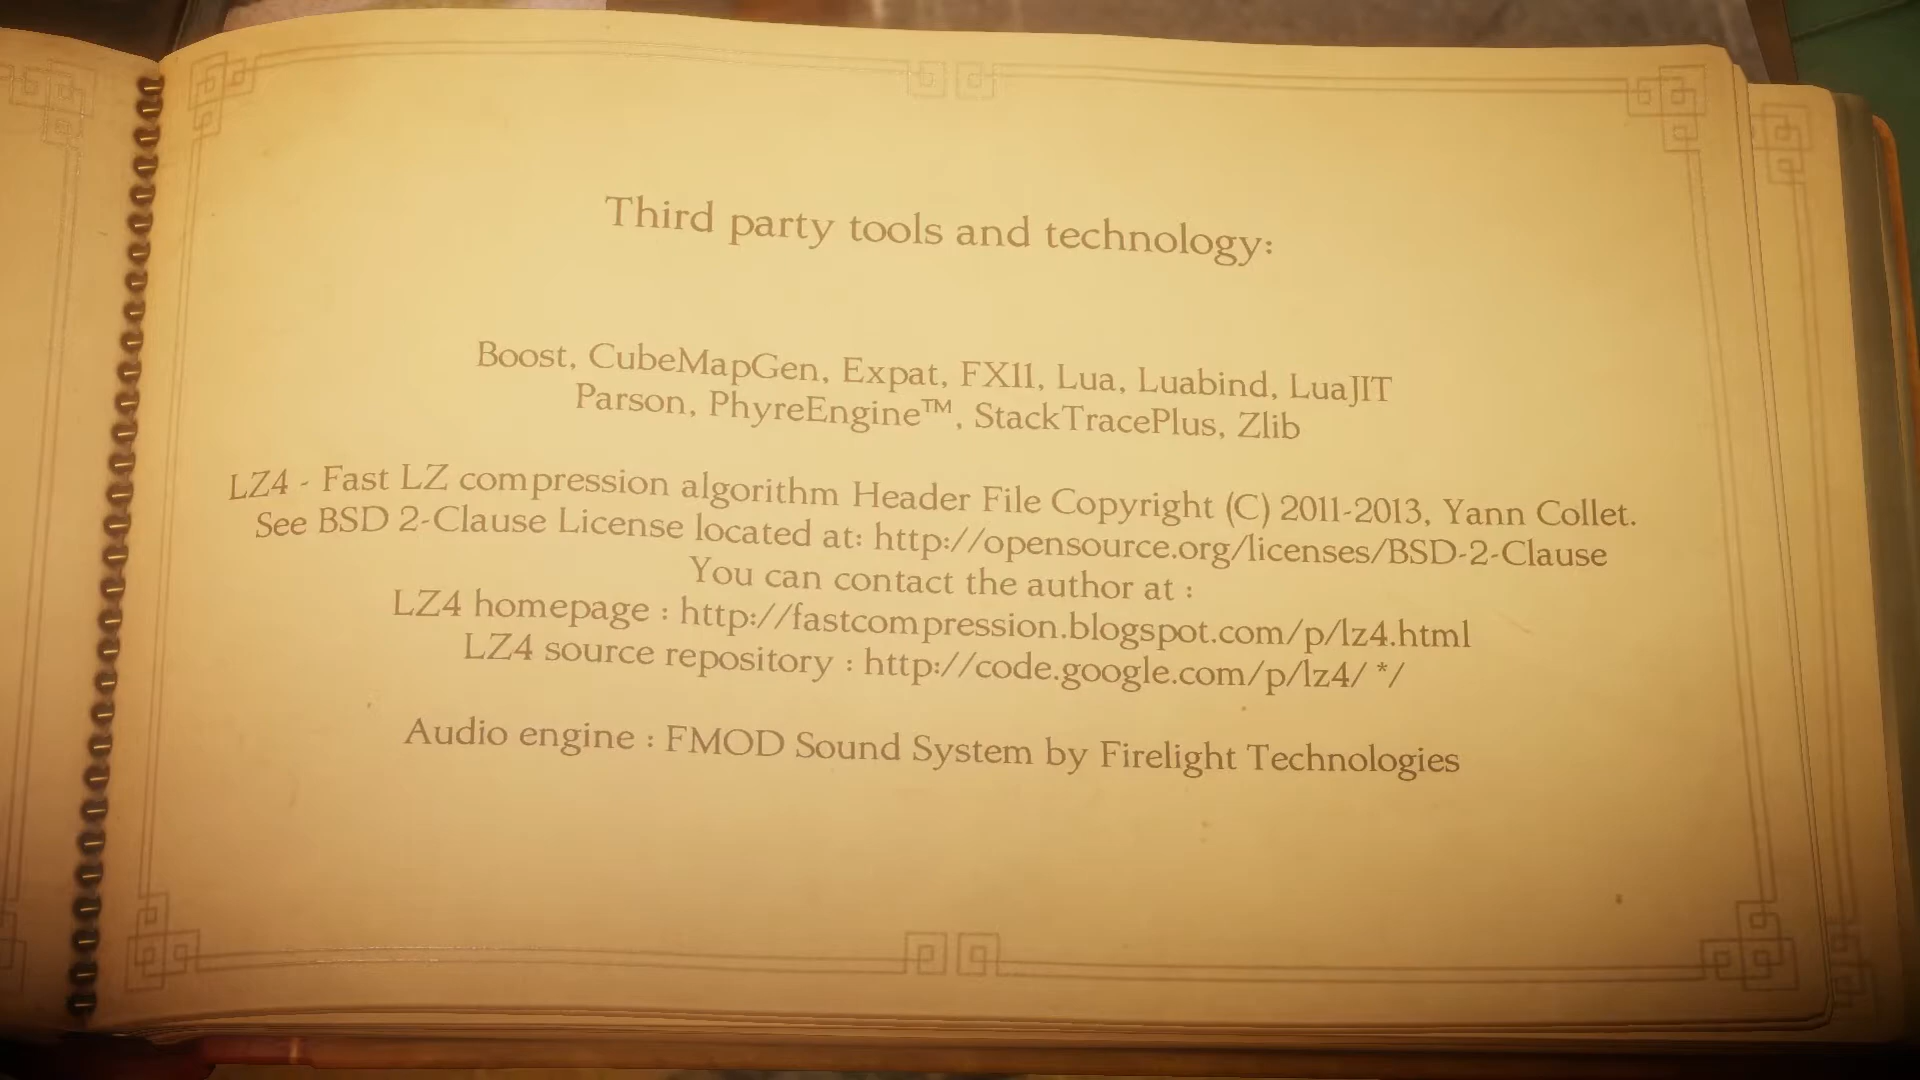 Third party tools and technology:
Boost, CubeMapGen, Expat, FX11, Lua, Luabind, LuaJIT
Parson, PhyreEngine™, StackTracePlus, Zlib
LZ4 - Fast LZ compression algorithm Header File Copyright (C) 2011-2013, Yann Collet.
See BSD 2-Clause License located at: http://opensource.org/licenses/BSD-2-Clause
You can contact the author at :
LZ4 homepage : http://fastcompression.blogspot.com/p/lz4.html
LZ4 source repository : http://code.google.com/p/lz4/ */
Audio engine : FMOD Sound System by Firelight Technologies